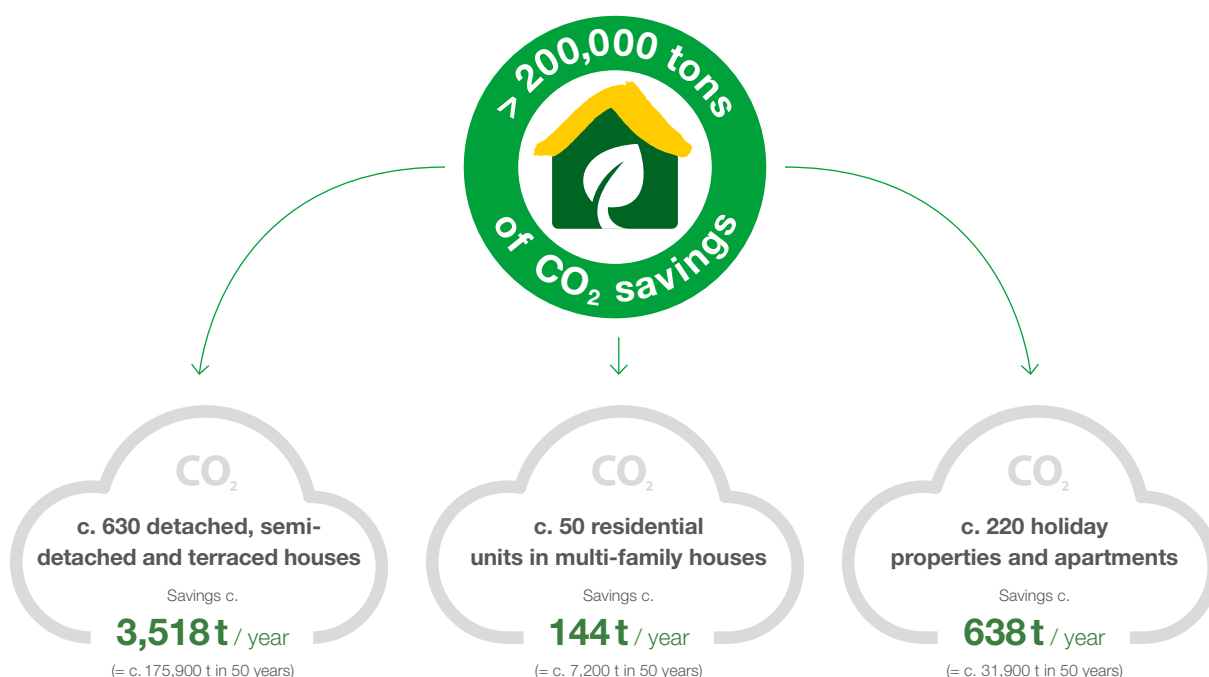 > 200,000 tons
of CO₂ savings
CO₂
c. 630 detached, semi-
detached and terraced houses
Savings c.
3,518 t / year
(= c. 175,900 t in 50 years)
CO₂
c. 50 residential
units in multi-family houses
Savings c.
144 t / year
(= c. 7,200 t in 50 years)
CO₂
c. 220 holiday
properties and apartments
Savings c.
638 t / year
(= c. 31,900 t in 50 years)